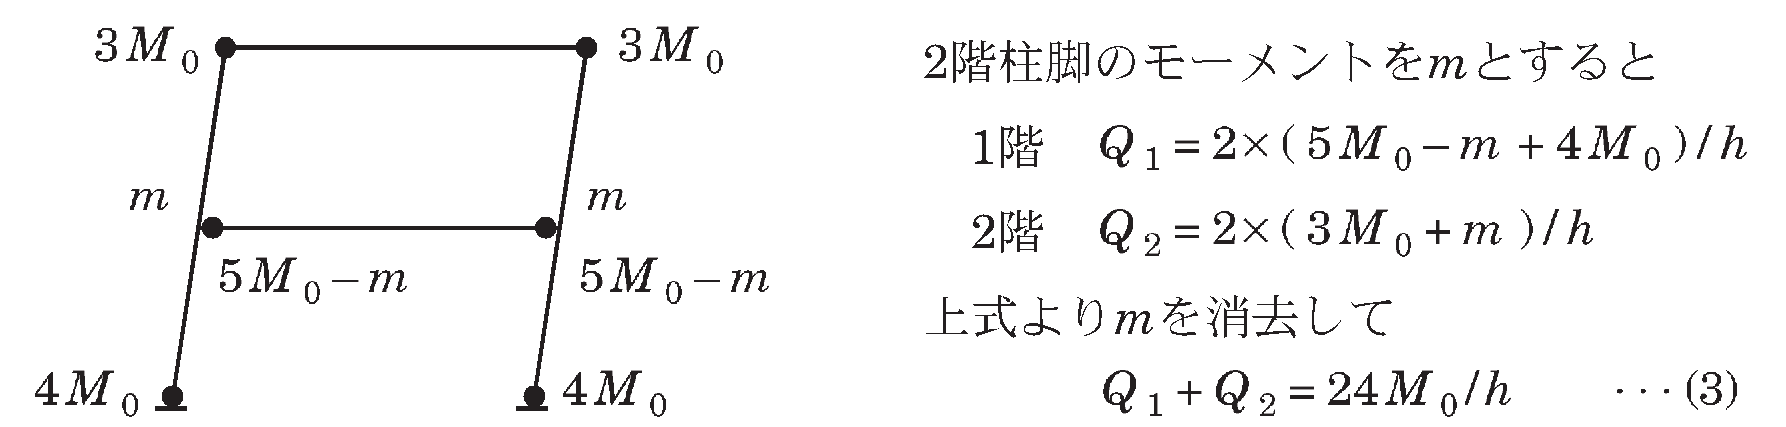 3M₀
3M₀
m
m
5M₀−m
5M₀−m
4M₀
4M₀
2階柱脚のモーメントをmとすると
1階 Q₁=2×(5M₀−m+4M₀)/h
2階 Q₂=2×(3M₀+m)/h
上式よりmを消去して
Q₁+Q₂=24M₀/h ・・・(3)